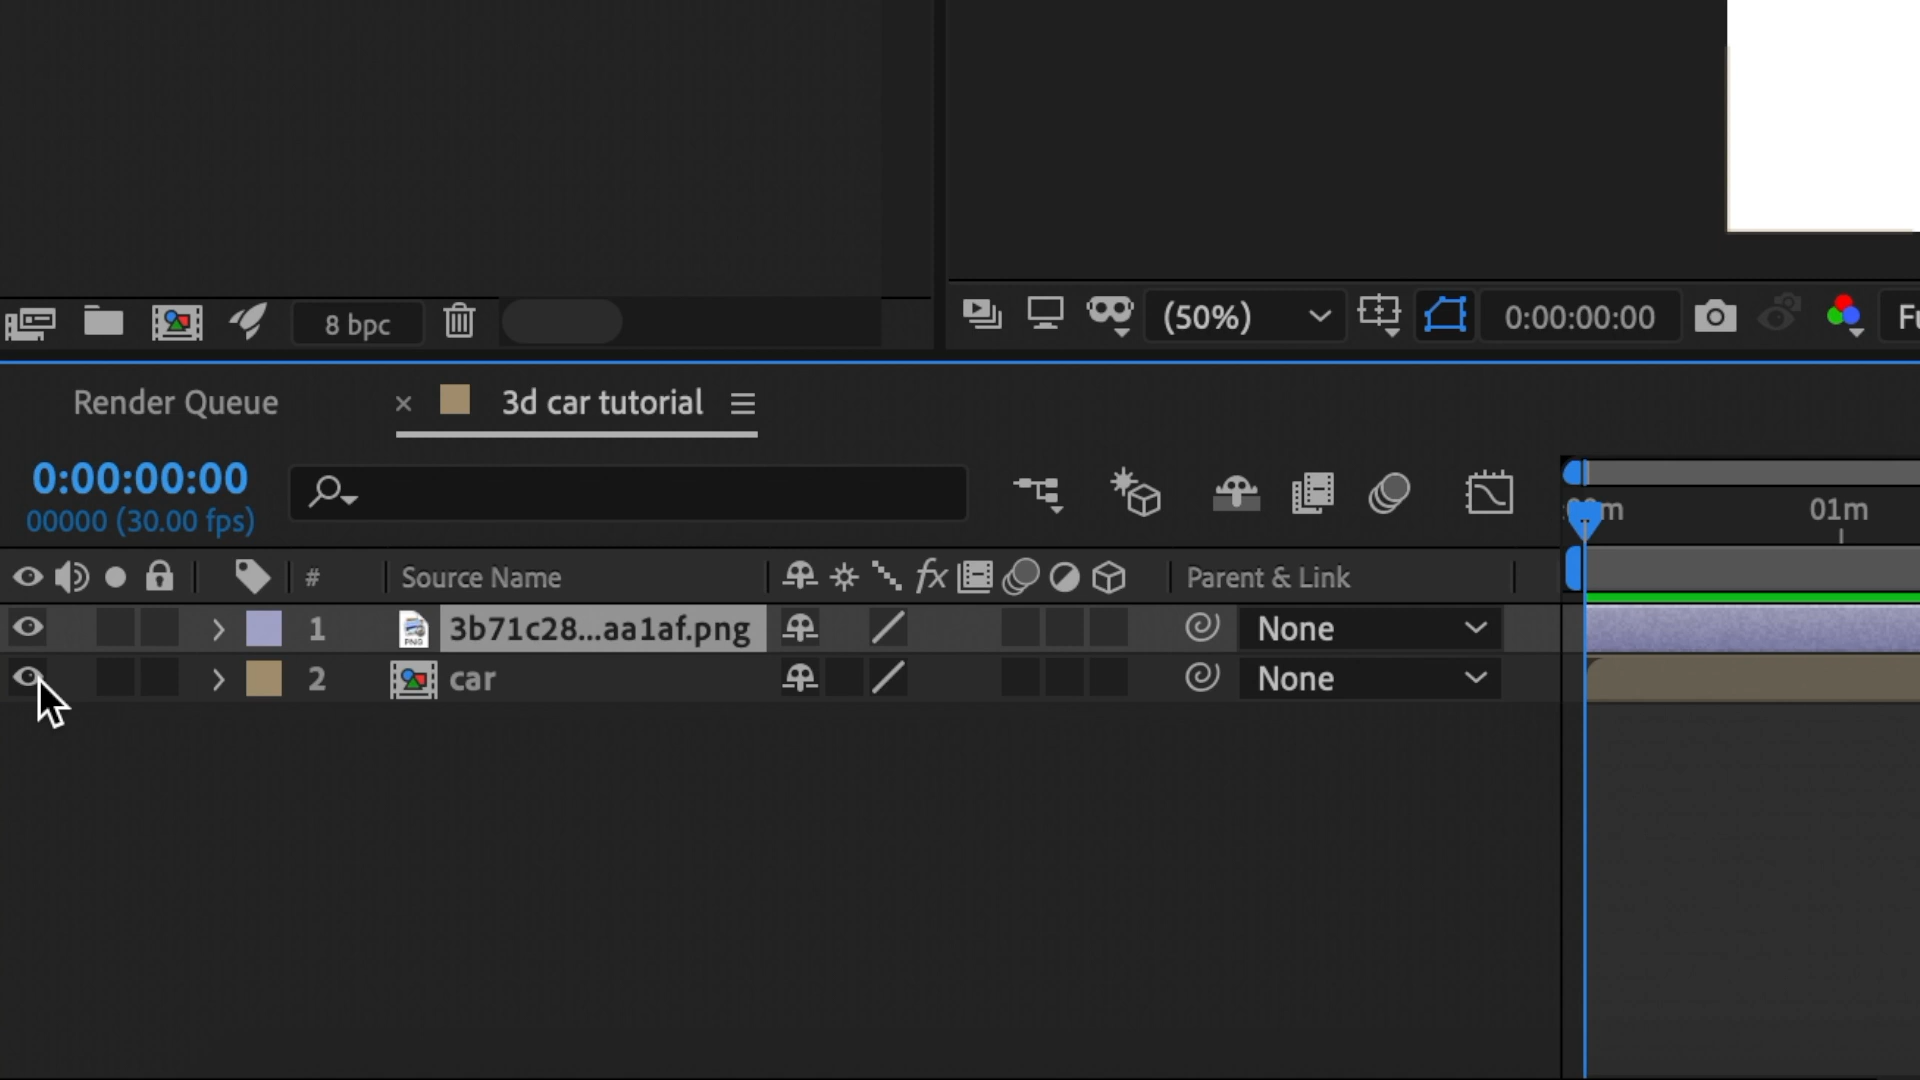 8 bpc
(50%)
0:00:00:00
Render Queue
3d car tutorial
0:00:00:00
00000 (30.00 fps)
01m
# Source Name fx Parent & Link
1 3b71c28...aa1af.png None
2 car None